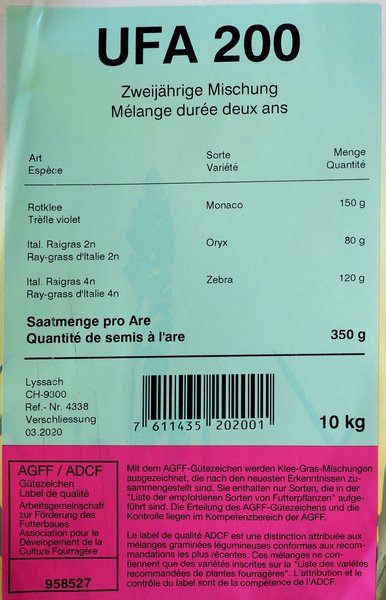 UFA 200
Zweijährige Mischung
Mélange durée deux ans
Art Sorte Menge
Espèce Variété Quantité
Rotklee Monaco 150 g
Trèfle violet
Ital. Raigras 2n Oryx 80 g
Ray-grass d'Italie 2n
Ital. Raigras 4n Zebra 120 g
Ray-grass d'Italie 4n
Saatmenge pro Are
Quantité de semis à l'are 350 g
Lyssach
CH-9300
Ref.- Nr. 4338
Verschliessung
03.2020
7 611435 202001
10 kg
AGFF / ADCF
Gütezeichen
Label de qualité
Arbeitsgemeinschaft
zur Förderung des
Futterbaues
Association pour le
Dévelopement de la
Culture Fourragère
958527
Mit dem AGFF-Gütezeichen werden Klee-Gras-Mischungen
ausgezeichnet, die nach den neuesten Erkenntnissen zu-
sammengestellt sind. Sie enthalten nur Sorten, die in der
"Liste der empfohlenen Sorten von Futterpflanzen" aufge-
führt sind. Die Erteilung des AGFF-Gütezeichens und die
Kontrolle liegen im Kompetenzbereich der AGFF.
Le label de qualité ADCF est une distinction attribuée aux
mélanges graminées légumineuses conformes aux recom-
mandations les plus récentes. Ces mélanges ne con-
tiennent que des variétés inscrites sur la "Liste des variétés
recommandées de plantes fourragères". L'attribution et le
contrôle du label sont de la compétence de l'ADCF.